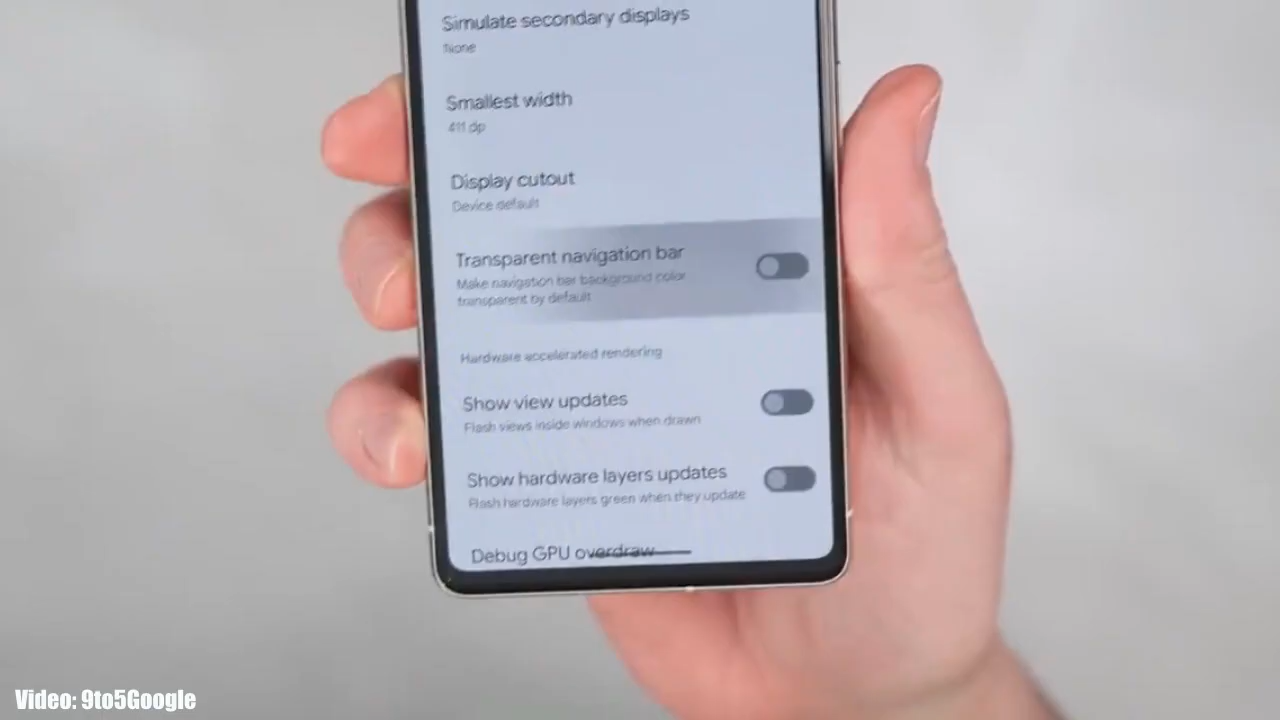 Simulate secondary displays
None
Smallest width
411 dp
Display cutout
Device default
Transparent navigation bar
Make navigation bar background color
transparent by default
Hardware accelerated rendering
Show view updates
Flash views inside windows when drawn
Show hardware layers updates
Flash hardware layers green when they update
Debug GPU overdraw
Video: 9to5Google